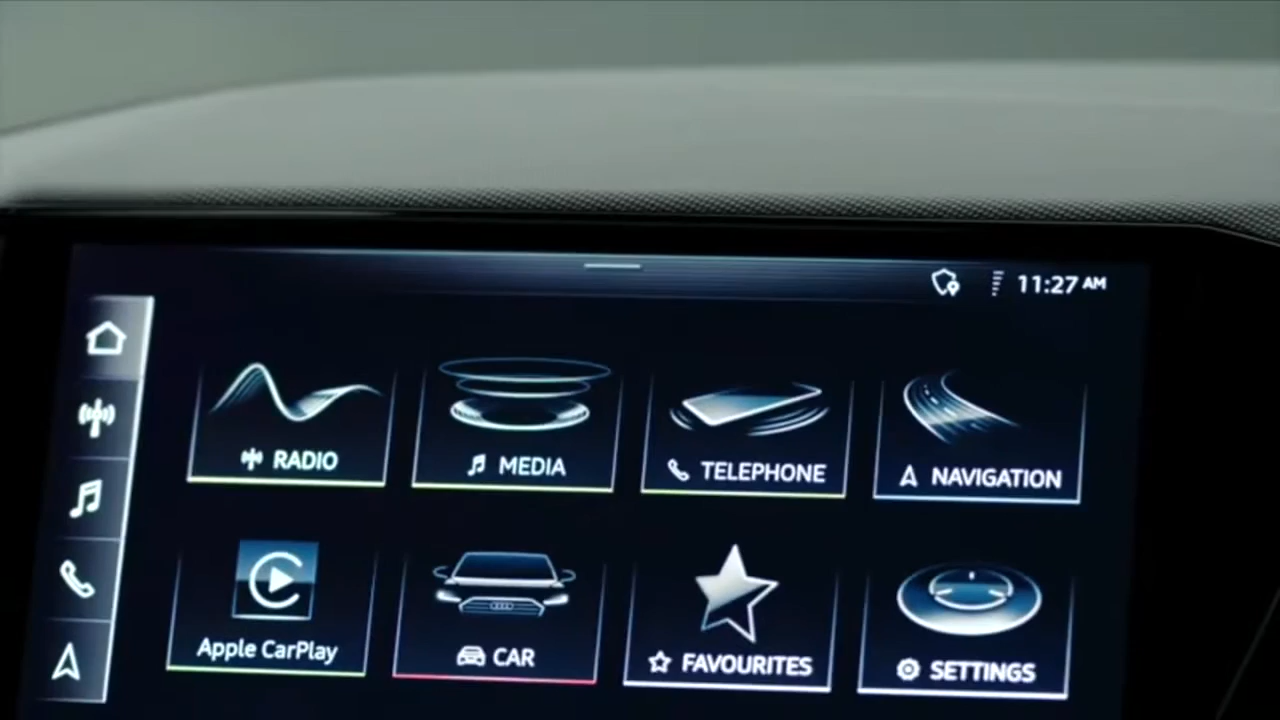 11:27 AM
RADIO
MEDIA
TELEPHONE
NAVIGATION
Apple CarPlay
CAR
FAVOURITES
SETTINGS